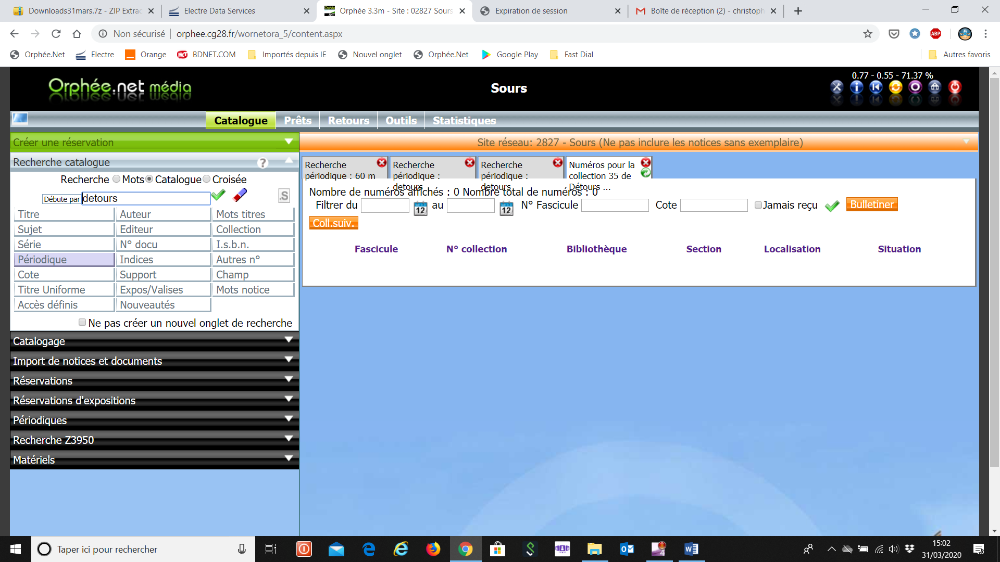 Downloads31mars.7z - ZIP Extrac
Electre Data Services
Orphée 3.3m - Site : 02827 Sours
Expiration de session
Boîte de réception (2) - christoph
Non sécurisé | orphee.cg28.fr/wornetora_5/content.aspx
ABP
Orphée.Net
Electre
Orange
BDNET.COM
Importés depuis IE
Nouvel onglet
Orphée.Net
Google Play
Fast Dial
Autres favoris
Orphée.net média
Sours
0.77 - 0.55 - 71.37 %
Catalogue
Prêts
Retours
Outils
Statistiques
Créer une réservation
Site réseau: 2827 - Sours (Ne pas inclure les notices sans exemplaire)
Recherche catalogue
?
Recherche Mots Catalogue Croisée
Débute par detours
.S
Titre Auteur Mots titres
Sujet Editeur Collection
Série N° docu I.s.b.n.
Périodique Indices Autres n°
Cote Support Champ
Titre Uniforme Expos/Valises Mots notice
Accès définis Nouveautés
Ne pas créer un nouvel onglet de recherche
Catalogage
Import de notices et documents
Réservations
Réservations d'expositions
Périodiques
Recherche Z3950
Matériels
Recherche
périodique : 60 m
Recherche
périodique :
detours
Recherche
périodique :
detours
Numéros pour la
collection 35 de
Détours ...
Nombre de numéros affichés : 0 Nombre total de numéros : 0
Filtrer du 12 au 12 N° Fascicule Cote Jamais reçu Bulletiner
Coll.suiv.
Fascicule N° collection Bibliothèque Section Localisation Situation
Taper ici pour rechercher
15:02
31/03/2020